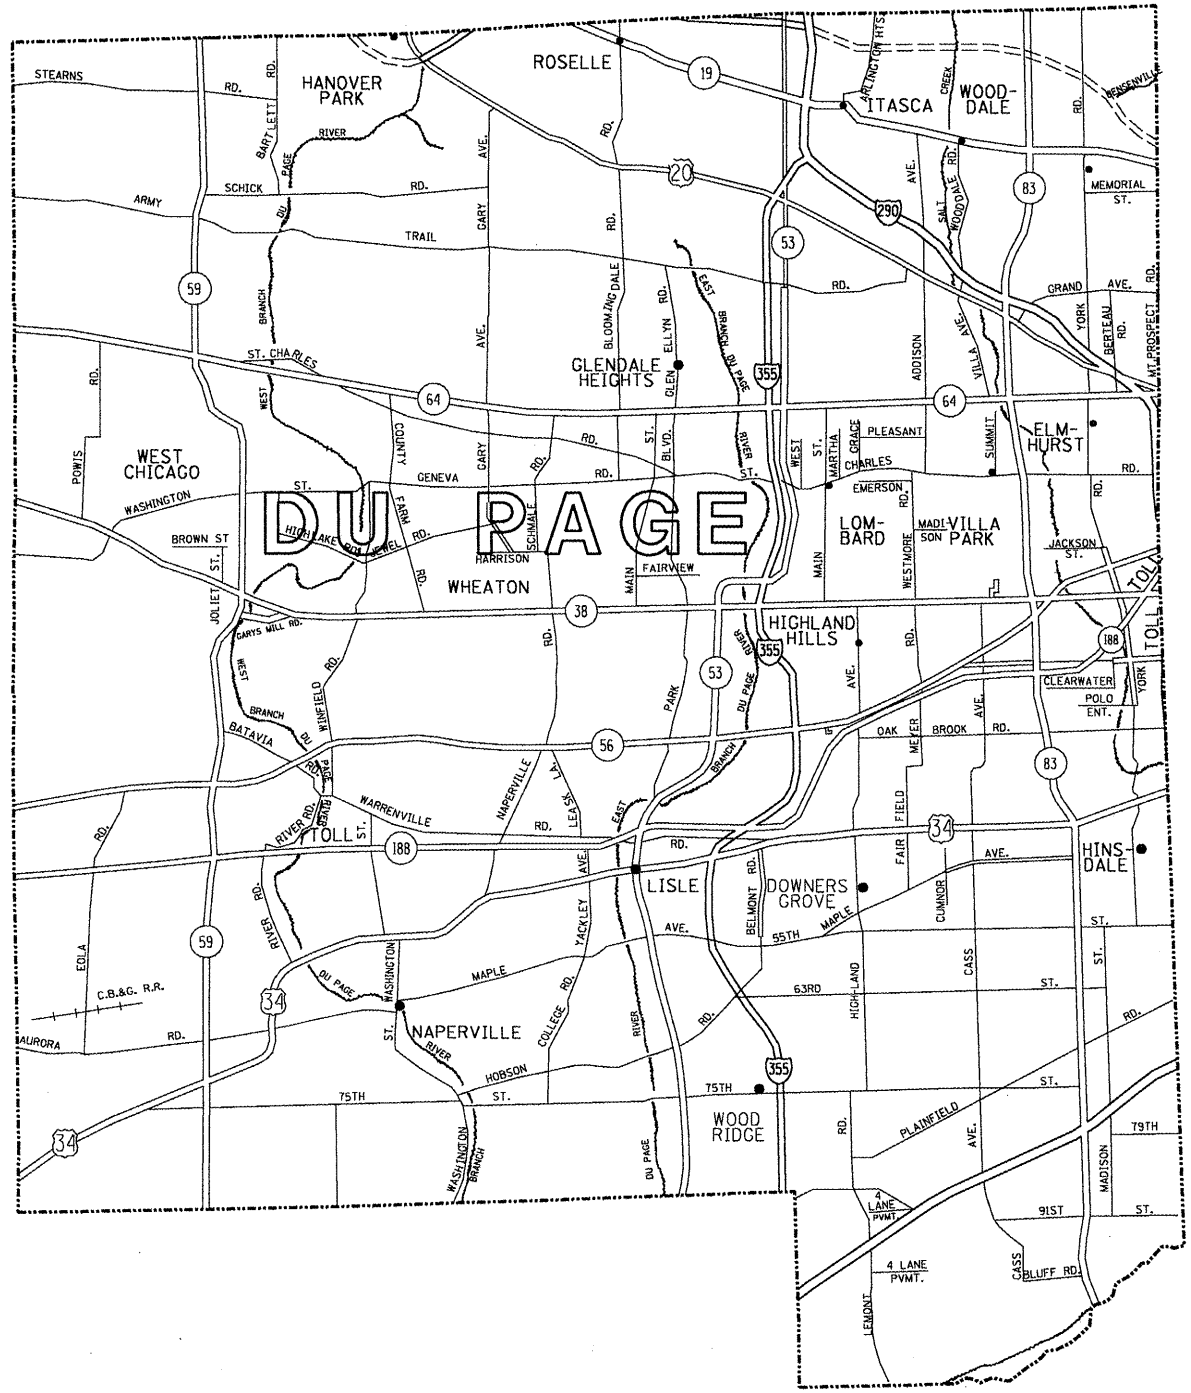 STEARNS
RD.
BARTLETT
RD.
HANOVER
PARK
ROSELLE
19
ARLINGTON HTS.
ITASCA
CREEK
WOOD-
DALE
RD.
BENSENVILLE
RIVER
PAGE
DU
AVE.
RD.
20
AVE.
SALT
WOODDALE RD.
83
MEMORIAL
ST.
SCHICK
RD.
ARMY
TRAIL
GARY
RD.
290
53
RD.
59
BRANCH
WEST
BLOOMINGDALE
AVE.
RD.
ELLYN
GLEN
EAST
BRANCH DU PAGE
RIVER
GRAND
AVE.
RD.
YORK
BERTEAU
RD.
MT. PROSPECT
ADDISON
VILLA
AVE.
ST. CHARLES
GLENDALE
HEIGHTS
355
RD.
64
64
POWIS
WEST
CHICAGO
COUNTY
GARY
RD.
RD.
ST.
BLVD.
WEST
ST.
MARTHA
GRACE
PLEASANT
SUMMIT
ELM-
HURST
CHARLES
RD.
WASHINGTON
ST.
GENEVA
RD.
ST.
EMERSON
RD.
RD.
DU PAGE
FARM
RD.
HIGH LAKE RD.
JEWEL
RD.
HARRISON
SCHMALE
BROWN ST
JOLIET ST.
WHEATON
MAIN
FAIRVIEW
MAIN
LOM-
BARD
WESTMORE
MADI-
SON
VILLA
PARK
JACKSON
ST.
TOLL
TOLL
38
GARYS MILL RD.
WEST
BRANCH
DU
PAGE
RIVER
WINFIELD
RD.
RD.
HIGHLAND
HILLS
355
RIVER
DU PAGE
BRANCH
EAST
53
PARK
AVE.
RD.
AVE.
188
CLEARWATER
POLO
ENT.
YORK
BATAVIA
RD.
56
OAK
BROOK
RD.
MEYER
83
NAPERVILLE
LEASK LA.
WARRENVILLE
RD.
RD.
RD.
RIVER RD.
TOLL
ST.
188
FAIR FIELD
34
HINS-
DALE
LISLE
AVE.
BELMONT RD.
DOWNERS
GROVE
CUMNOR
AVE.
MAPLE
59
EOLA
RIVER RD.
WASHINGTON
ST.
YACKLEY
AVE.
55TH
ST.
CASS
ST.
MAPLE
DU PAGE
C.B.&G. R.R.
34
63RD
ST.
HIGHLAND
NAPERVILLE
COLLEGE RD.
RIVER
RD.
RD.
AURORA
RD.
RIVER
HOBSON
355
75TH
ST.
75TH
ST.
WOOD
RIDGE
RD.
PLAINFIELD
AVE.
79TH
MADISON
34
WASHINGTON
BRANCH
DU PAGE
4
LANE
PVMT.
91ST
ST.
4 LANE
PVMT.
CASS
BLUFF RD.
LEMONT